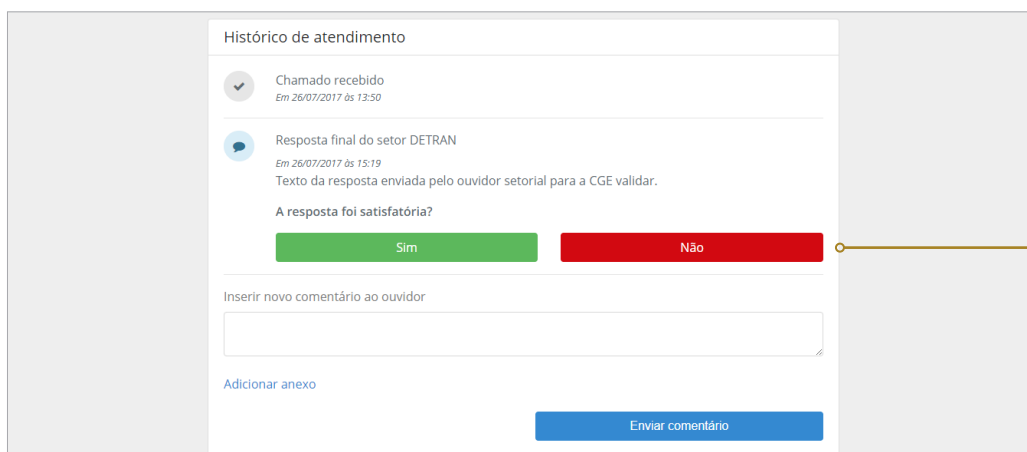 Histórico de atendimento
Chamado recebido
Em 26/07/2017 às 13:50
Resposta final do setor DETRAN
Em 26/07/2017 às 15:19
Texto da resposta enviada pelo ouvidor setorial para a CGE validar.
A resposta foi satisfatória?
Sim
Não
Inserir novo comentário ao ouvidor
Adicionar anexo
Enviar comentário